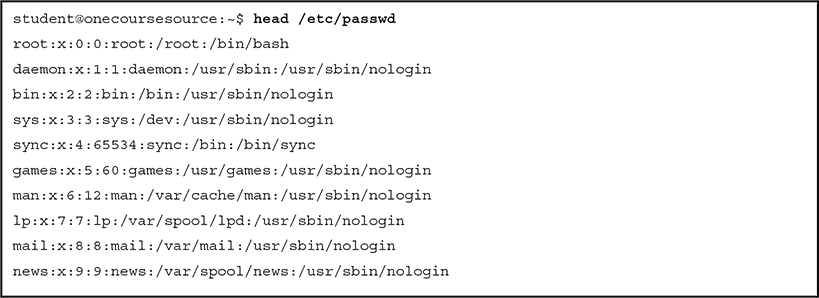 student@onecoursesource:~$ head /etc/passwd
root:x:0:0:root:/root:/bin/bash
daemon:x:1:1:daemon:/usr/sbin:/usr/sbin/nologin
bin:x:2:2:bin:/bin:/usr/sbin/nologin
sys:x:3:3:sys:/dev:/usr/sbin/nologin
sync:x:4:65534:sync:/bin:/bin/sync
games:x:5:60:games:/usr/games:/usr/sbin/nologin
man:x:6:12:man:/var/cache/man:/usr/sbin/nologin
lp:x:7:7:lp:/var/spool/lpd:/usr/sbin/nologin
mail:x:8:8:mail:/var/mail:/usr/sbin/nologin
news:x:9:9:news:/var/spool/news:/usr/sbin/nologin